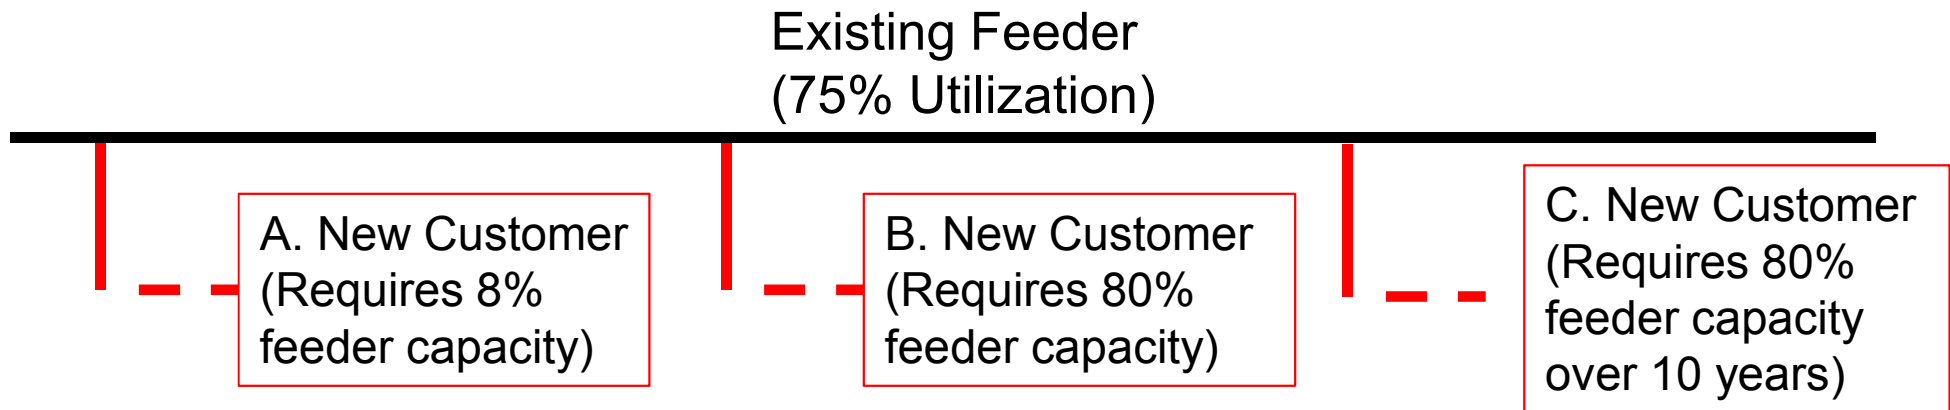 Existing Feeder
(75% Utilization)
A. New Customer
(Requires 8%
feeder capacity)
B. New Customer
(Requires 80%
feeder capacity)
C. New Customer
(Requires 80%
feeder capacity
over 10 years)